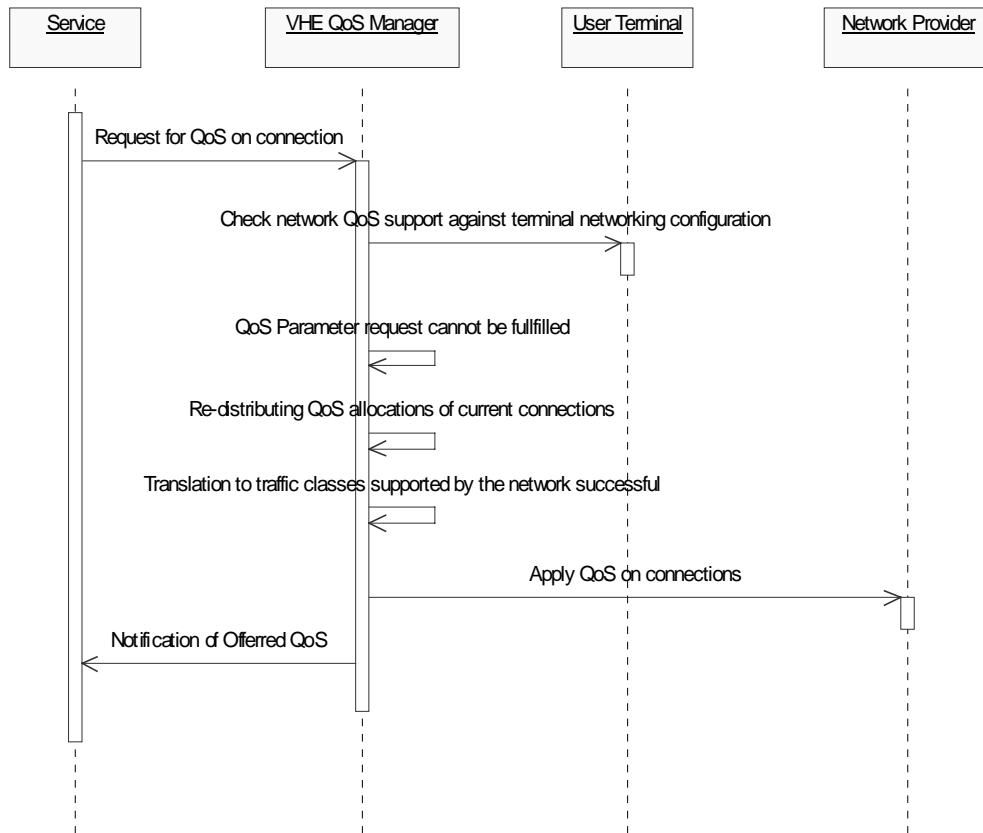 Service
VHE QoS Manager
User Terminal
Network Provider
Request for QoS on connection
Check network QoS support against terminal networking configuration
QoS Parameter request cannot be fullfilled
Re-distributing QoS allocations of current connections
Translation to traffic classes supported by the network successful
Apply QoS on connections
Notification of Offerred QoS